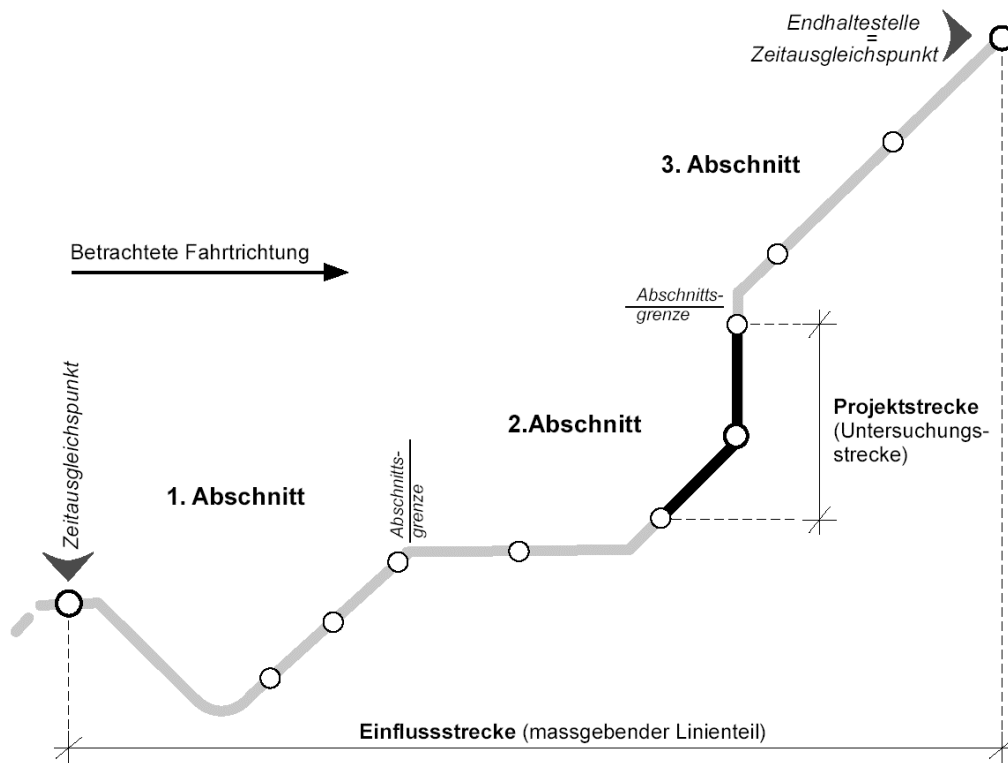 Endhaltestelle
=
Zeitausgleichspunkt
3. Abschnitt
Betrachtete Fahrtrichtung
Abschnitts-
grenze
Projektstrecke
(Untersuchungs-
strecke)
2.Abschnitt
Zeitausgleichspunkt
1. Abschnitt
Abschnitts-
grenze
Einflussstrecke (massgebender Linienteil)